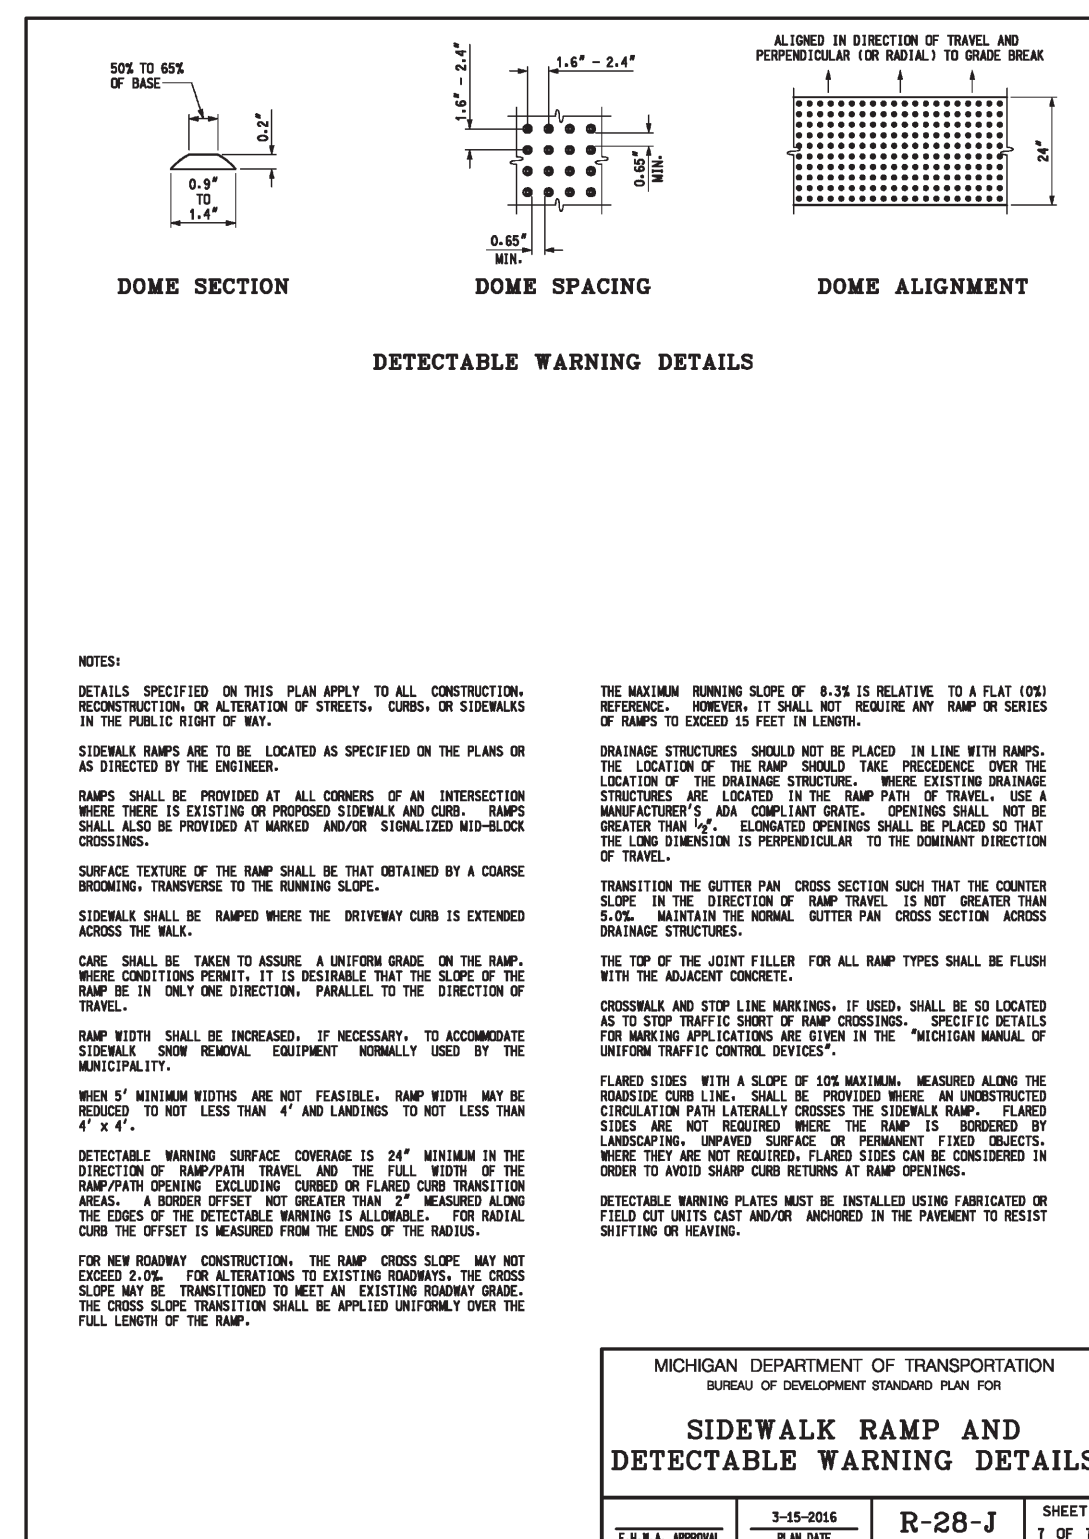 50% TO 65%
OF BASE
0.2"
0.9"
TO
1.4"
DOME SECTION
1.6" - 2.4"
1.6" - 2.4"
0.65"
MIN.
0.65"
MIN.
DOME SPACING
ALIGNED IN DIRECTION OF TRAVEL AND
PERPENDICULAR (OR RADIAL) TO GRADE BREAK
24"
DOME ALIGNMENT
DETECTABLE WARNING DETAILS
NOTES:
DETAILS SPECIFIED ON THIS PLAN APPLY TO ALL CONSTRUCTION,
RECONSTRUCTION, OR ALTERATION OF STREETS, CURBS, OR SIDEWALKS
IN THE PUBLIC RIGHT OF WAY.
SIDEWALK RAMPS ARE TO BE LOCATED AS SPECIFIED ON THE PLANS OR
AS DIRECTED BY THE ENGINEER.
RAMPS SHALL BE PROVIDED AT ALL CORNERS OF AN INTERSECTION
WHERE THERE IS EXISTING OR PROPOSED SIDEWALK AND CURB. RAMPS
SHALL ALSO BE PROVIDED AT MARKED AND/OR SIGNALIZED MID-BLOCK
CROSSINGS.
SURFACE TEXTURE OF THE RAMP SHALL BE THAT OBTAINED BY A COARSE
BROOMING, TRANSVERSE TO THE RUNNING SLOPE.
SIDEWALK SHALL BE RAMPED WHERE THE DRIVEWAY CURB IS EXTENDED
ACROSS THE WALK.
CARE SHALL BE TAKEN TO ASSURE A UNIFORM GRADE ON THE RAMP.
WHERE CONDITIONS PERMIT, IT IS DESIRABLE THAT THE SLOPE OF THE
RAMP BE IN ONLY ONE DIRECTION, PARALLEL TO THE DIRECTION OF
TRAVEL.
RAMP WIDTH SHALL BE INCREASED, IF NECESSARY, TO ACCOMMODATE
SIDEWALK SNOW REMOVAL EQUIPMENT NORMALLY USED BY THE
MUNICIPALITY.
WHEN 5' MINIMUM WIDTHS ARE NOT FEASIBLE, RAMP WIDTH MAY BE
REDUCED TO NOT LESS THAN 4' AND LANDINGS TO NOT LESS THAN
4' x 4'.
DETECTABLE WARNING SURFACE COVERAGE IS 24" MINIMUM IN THE
DIRECTION OF RAMP/PATH TRAVEL AND THE FULL WIDTH OF THE
RAMP/PATH OPENING EXCLUDING CURBED OR FLARED CURB TRANSITION
AREAS. A BORDER OFFSET NOT GREATER THAN 2" MEASURED ALONG
THE EDGES OF THE DETECTABLE WARNING IS ALLOWABLE. FOR RADIAL
CURB THE OFFSET IS MEASURED FROM THE ENDS OF THE RADIUS.
FOR NEW ROADWAY CONSTRUCTION, THE RAMP CROSS SLOPE MAY NOT
EXCEED 2.0%. FOR ALTERATIONS TO EXISTING ROADWAYS, THE CROSS
SLOPE MAY BE TRANSITIONED TO MEET AN EXISTING ROADWAY GRADE.
THE CROSS SLOPE TRANSITION SHALL BE APPLIED UNIFORMLY OVER THE
FULL LENGTH OF THE RAMP.
THE MAXIMUM RUNNING SLOPE OF 8.3% IS RELATIVE TO A FLAT (0%)
REFERENCE. HOWEVER, IT SHALL NOT REQUIRE ANY RAMP OR SERIES
OF RAMPS TO EXCEED 15 FEET IN LENGTH.
DRAINAGE STRUCTURES SHOULD NOT BE PLACED IN LINE WITH RAMPS.
THE LOCATION OF THE RAMP SHOULD TAKE PRECEDENCE OVER THE
LOCATION OF THE DRAINAGE STRUCTURE. WHERE EXISTING DRAINAGE
STRUCTURES ARE LOCATED IN THE RAMP PATH OF TRAVEL, USE A
MANUFACTURER'S ADA COMPLIANT GRATE. OPENINGS SHALL NOT BE
GREATER THAN 1/2". ELONGATED OPENINGS SHALL BE PLACED SO THAT
THE LONG DIMENSION IS PERPENDICULAR TO THE DOMINANT DIRECTION
OF TRAVEL.
TRANSITION THE GUTTER PAN CROSS SECTION SUCH THAT THE COUNTER
SLOPE IN THE DIRECTION OF RAMP TRAVEL IS NOT GREATER THAN
5.0%. MAINTAIN THE NORMAL GUTTER PAN CROSS SECTION ACROSS
DRAINAGE STRUCTURES.
THE TOP OF THE JOINT FILLER FOR ALL RAMP TYPES SHALL BE FLUSH
WITH THE ADJACENT CONCRETE.
CROSSWALK AND STOP LINE MARKINGS, IF USED, SHALL BE SO LOCATED
AS TO STOP TRAFFIC SHORT OF RAMP CROSSINGS. SPECIFIC DETAILS
FOR MARKING APPLICATIONS ARE GIVEN IN THE "MICHIGAN MANUAL OF
UNIFORM TRAFFIC CONTROL DEVICES".
FLARED SIDES WITH A SLOPE OF 10% MAXIMUM, MEASURED ALONG THE
ROADSIDE CURB LINE, SHALL BE PROVIDED WHERE AN UNOBSTRUCTED
CIRCULATION PATH LATERALLY CROSSES THE SIDEWALK RAMP. FLARED
SIDES ARE NOT REQUIRED WHERE THE RAMP IS BORDERED BY
LANDSCAPING, UNPAVED SURFACE OR PERMANENT FIXED OBJECTS.
WHERE THEY ARE NOT REQUIRED, FLARED SIDES CAN BE CONSIDERED IN
ORDER TO AVOID SHARP CURB RETURNS AT RAMP OPENINGS.
DETECTABLE WARNING PLATES MUST BE INSTALLED USING FABRICATED OR
FIELD CUT UNITS CAST AND/OR ANCHORED IN THE PAVEMENT TO RESIST
SHIFTING OR HEAVING.
MICHIGAN DEPARTMENT OF TRANSPORTATION
BUREAU OF DEVELOPMENT STANDARD PLAN FOR
SIDEWALK RAMP AND
DETECTABLE WARNING DETAILS
F.H.W.A. APPROVAL
3-15-2016
PLAN DATE
R-28-J
SHEET
7 OF